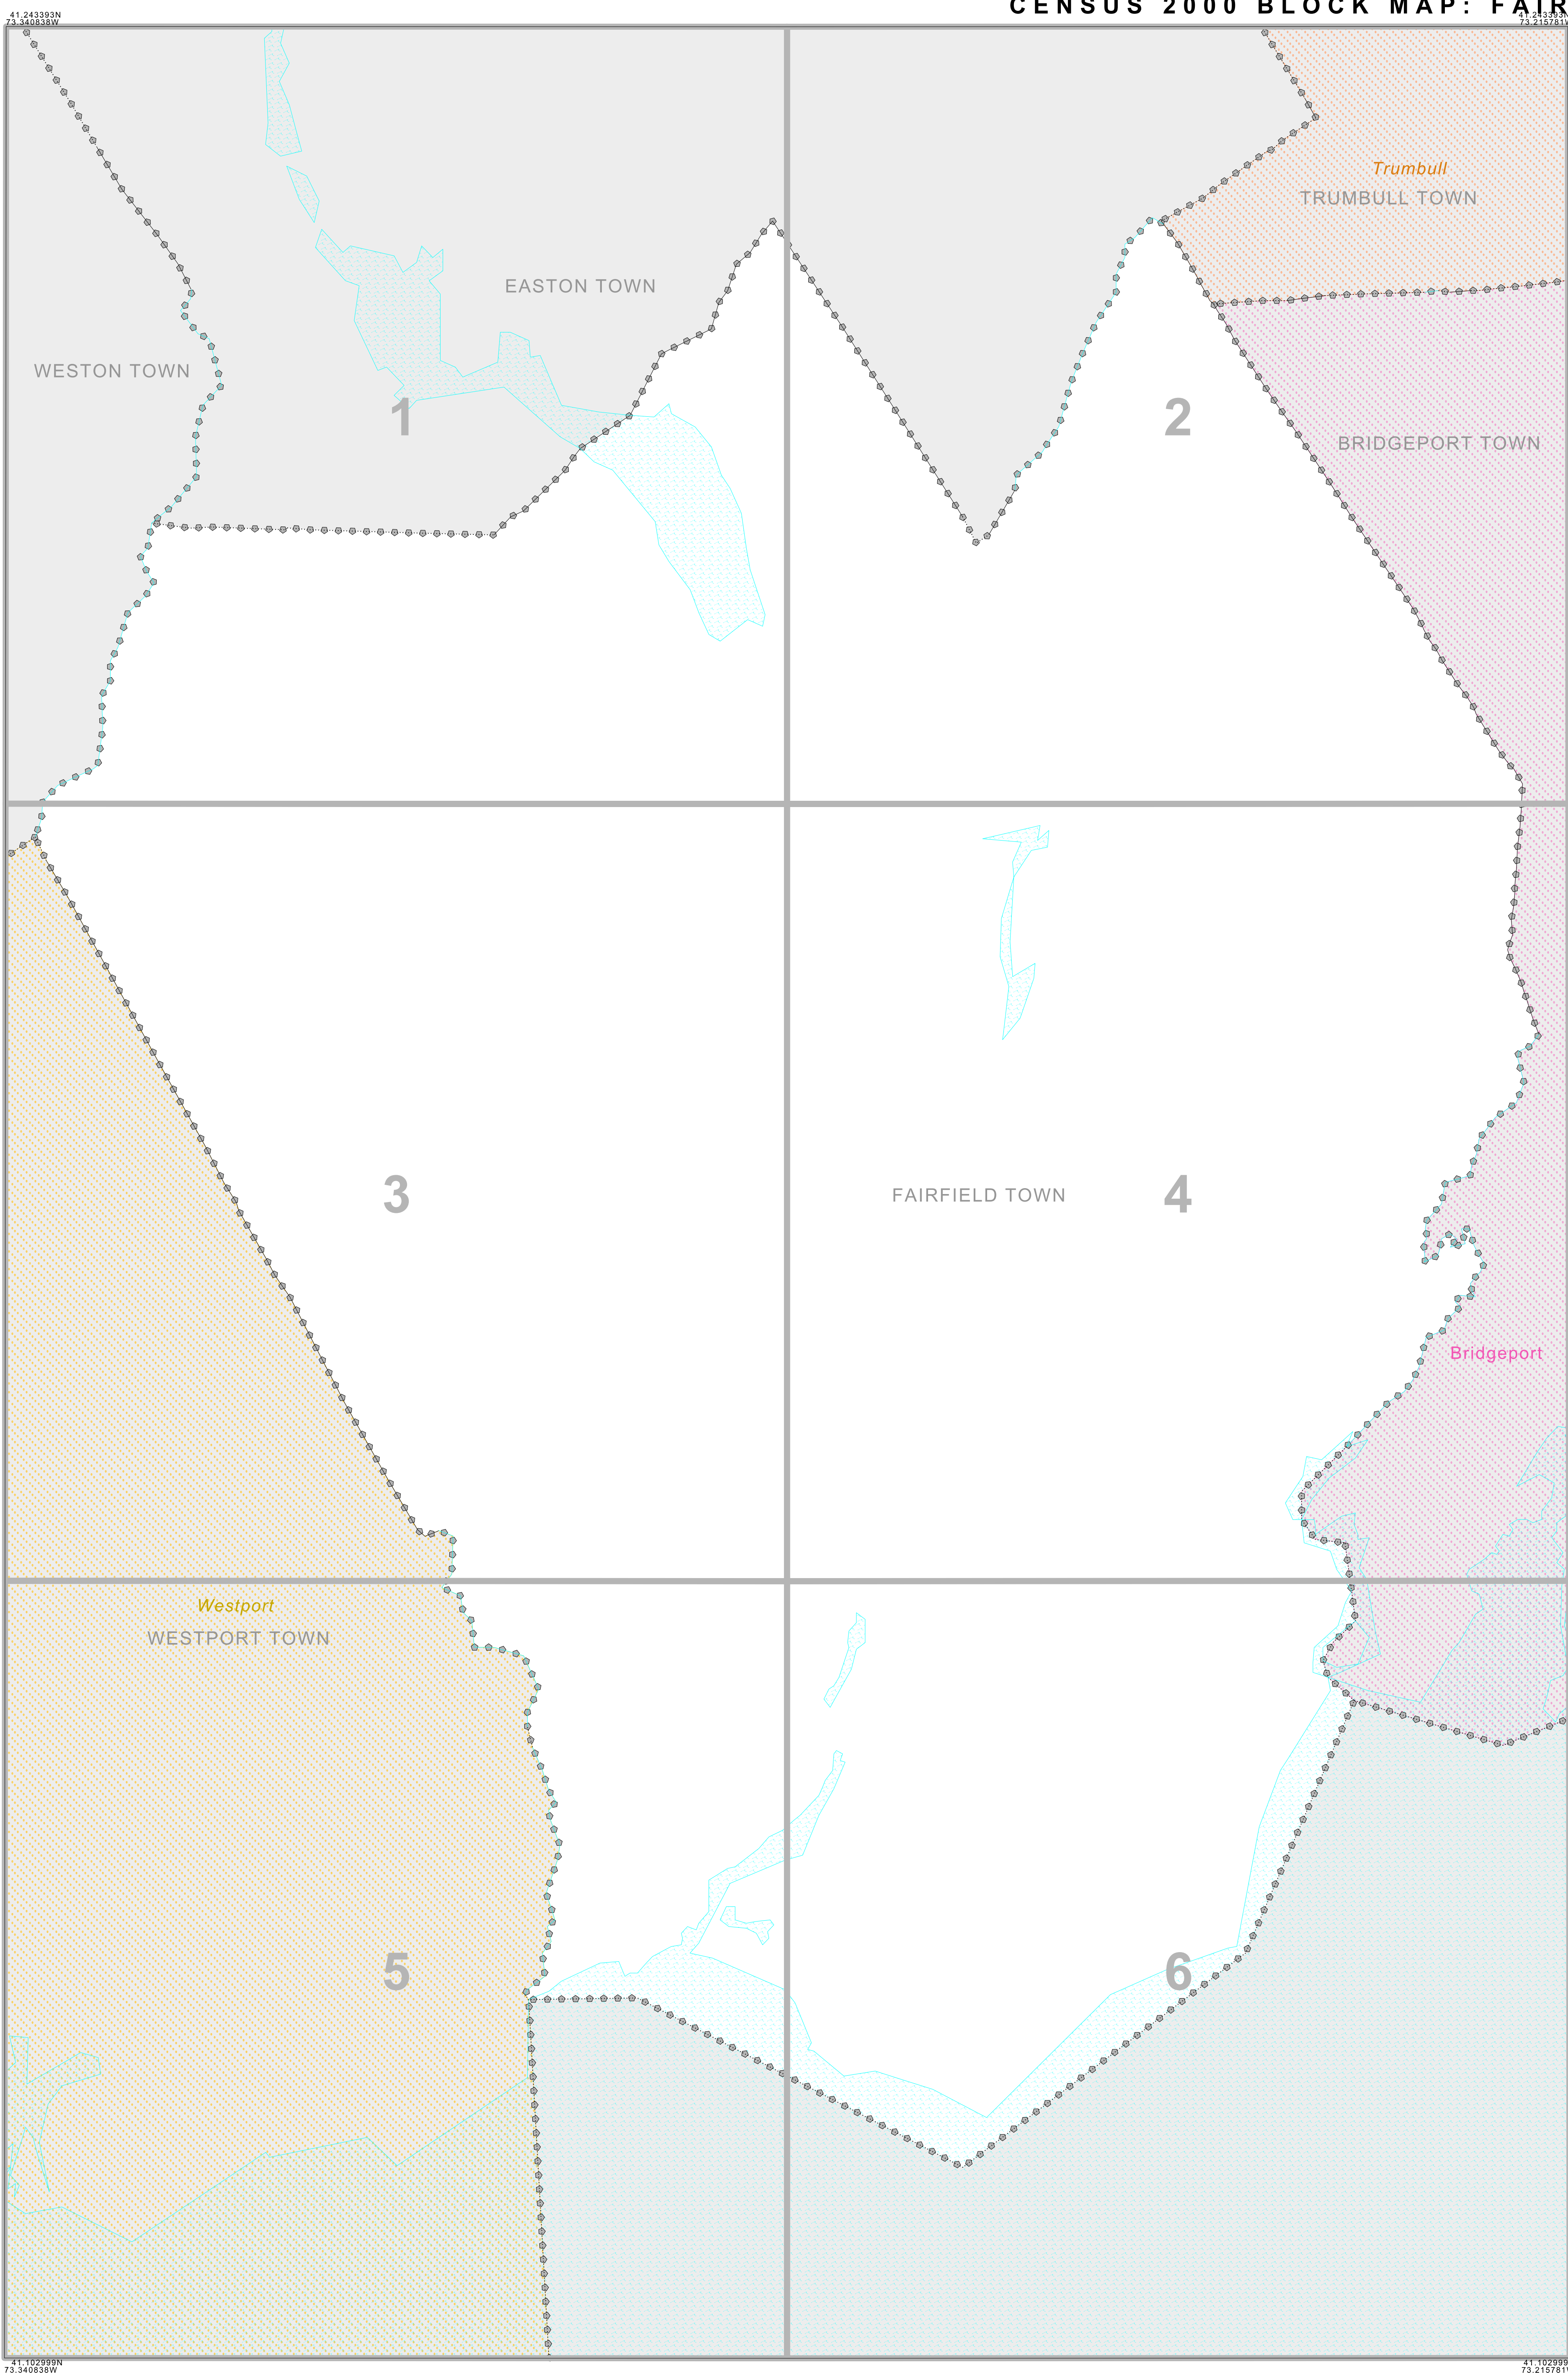 CENSUS 2000 BLOCK MAP: FAIR
41.243393N
73.340838W
41.243393N
73.215781W
Trumbull
TRUMBULL TOWN
EASTON TOWN
WESTON TOWN
1
2
BRIDGEPORT TOWN
3
FAIRFIELD TOWN
4
Bridgeport
Westport
WESTPORT TOWN
5
6
41.102999N
73.340838W
41.102999
73.215781